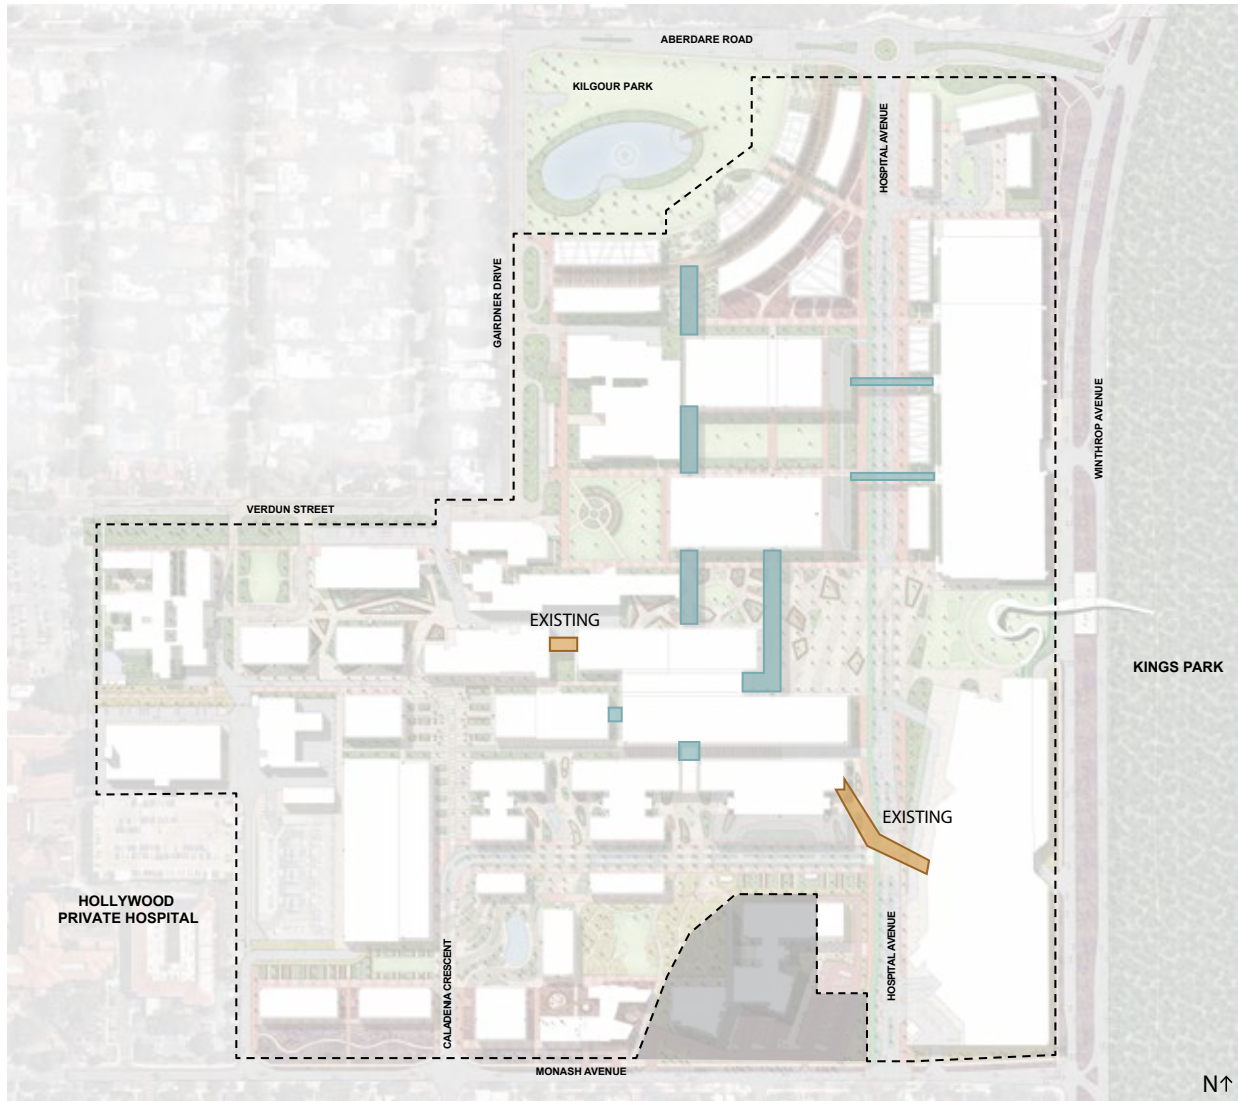 ABERDARE ROAD
KILGOUR PARK
HOSPITAL AVENUE
GAIRDNER DRIVE
WINTHROP AVENUE
VERDUN STREET
EXISTING
KINGS PARK
EXISTING
HOLLYWOOD
PRIVATE HOSPITAL
CALADENIA CRESCENT
HOSPITAL AVENUE
MONASH AVENUE
N↑